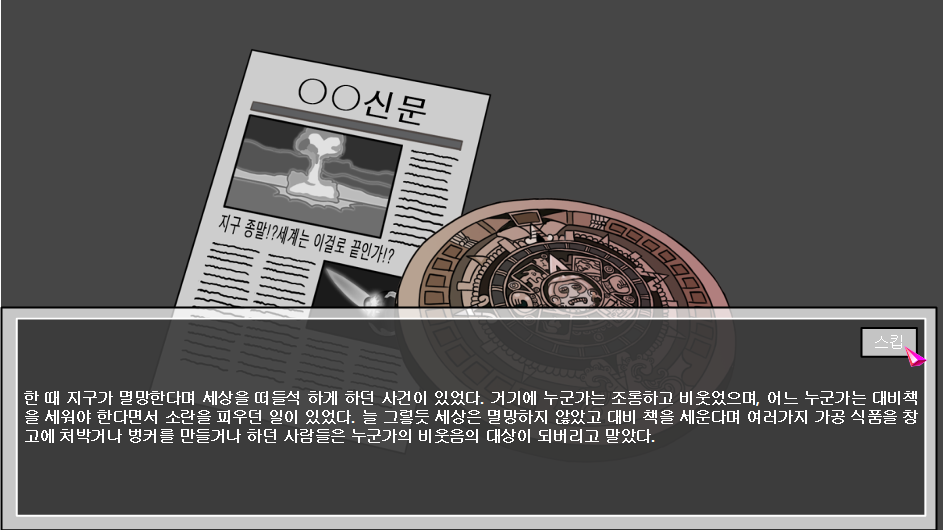 ○○신문
지구 종말!?세계는 이걸로 끝인가!?
스킵
한 때 지구가 멸망한다며 세상을 떠들석 하게 하던 사건이 있었다. 거기에 누군가는 조롱하고 비웃었으며, 어느 누군가는 대비책
을 세워야 한다면서 소란을 피우던 일이 있었다. 늘 그렇듯 세상은 멸망하지 않았고 대비 책을 세운다며 여러가지 가공 식품을 창
고에 처박거나 벙커를 만들거나 하던 사람들은 누군가의 비웃음의 대상이 되버리고 말았다.